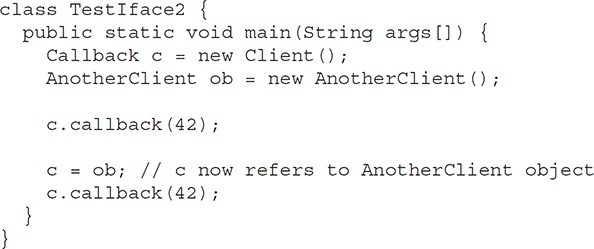 class TestIface2 {
  public static void main(String args[]) {
    Callback c = new Client();
    AnotherClient ob = new AnotherClient();

    c.callback(42);

    c = ob; // c now refers to AnotherClient object
    c.callback(42);
  }
}